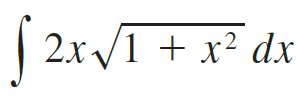 ∫ 2x√(1 + x²) dx